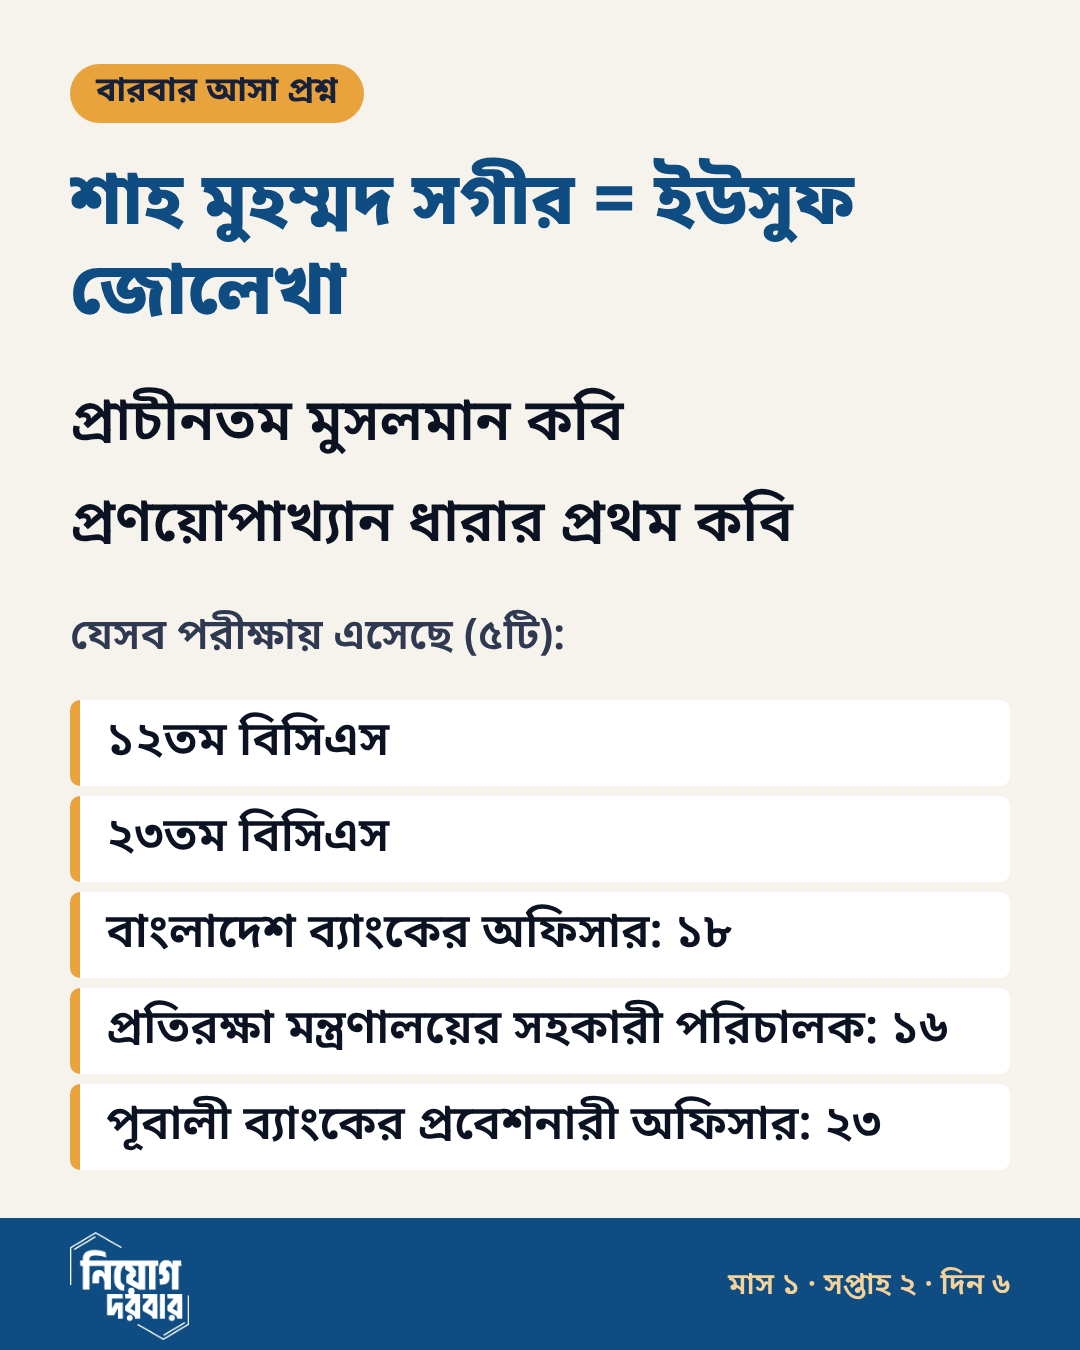 বারবার আসা প্রশ্ন
শাহ মুহম্মদ সগীর = ইউসুফ
জোলেখা
প্রাচীনতম মুসলমান কবি
প্রণয়োপাখ্যান ধারার প্রথম কবি
যেসব পরীক্ষায় এসেছে (৫টি):
১২তম বিসিএস
২৩তম বিসিএস
বাংলাদেশ ব্যাংকের অফিসার: ১৮
প্রতিরক্ষা মন্ত্রণালয়ের সহকারী পরিচালক: ১৬
পূবালী ব্যাংকের প্রবেশনারী অফিসার: ২৩
নিয়োগ
দরবার
মাস ১ · সপ্তাহ ২ · দিন ৬